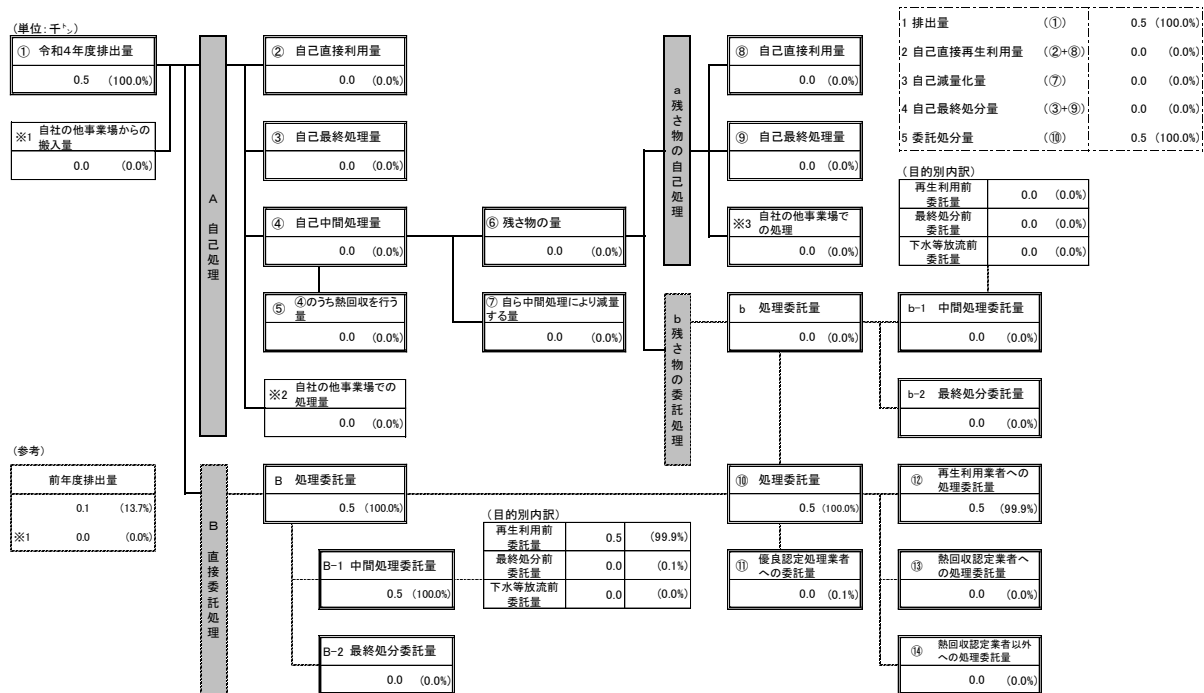 (単位:千㌧)
① 令和4年度排出量
0.5 (100.0%)
※1 自社の他事業場からの
搬入量
0.0 (0.0%)
A 自己処理
② 自己直接利用量
0.0 (0.0%)
③ 自己最終処理量
0.0 (0.0%)
④ 自己中間処理量
0.0 (0.0%)
⑤ ④のうち熱回収を行う
量
0.0 (0.0%)
※2 自社の他事業場での
処理量
0.0 (0.0%)
⑥ 残さ物の量
0.0 (0.0%)
⑦ 自ら中間処理により減量
する量
0.0 (0.0%)
a 残さ物の自己処理
⑧ 自己直接利用量
0.0 (0.0%)
⑨ 自己最終処理量
0.0 (0.0%)
※3 自社の他事業場で
の処理
0.0 (0.0%)
b 残さ物の委託処理
b 処理委託量
0.0 (0.0%)
1 排出量 (①) 0.5 (100.0%)
2 自己直接再生利用量 (②+⑧) 0.0 (0.0%)
3 自己減量化量 (⑦) 0.0 (0.0%)
4 自己最終処分量 (③+⑨) 0.0 (0.0%)
5 委託処分量 (⑩) 0.5 (100.0%)
(目的別内訳)
再生利用前
委託量 0.0 (0.0%)
最終処分前
委託量 0.0 (0.0%)
下水等放流前
委託量 0.0 (0.0%)
b-1 中間処理委託量
0.0 (0.0%)
b-2 最終処分委託量
0.0 (0.0%)
(参考)
前年度排出量
0.1 (13.7%)
※1 0.0 (0.0%)
B 直接委託処理
B 処理委託量
0.5 (100.0%)
B-1 中間処理委託量
0.5 (100.0%)
B-2 最終処分委託量
0.0 (0.0%)
(目的別内訳)
再生利用前
委託量 0.5 (99.9%)
最終処分前
委託量 0.0 (0.1%)
下水等放流前
委託量 0.0 (0.0%)
⑩ 処理委託量
0.5 (100.0%)
⑪ 優良認定処理業者
への委託量
0.0 (0.1%)
⑫ 再生利用業者への
処理委託量
0.5 (99.9%)
⑬ 熱回収認定業者へ
の処理委託量
0.0 (0.0%)
⑭ 熱回収認定業者以外
への処理委託量
0.0 (0.0%)